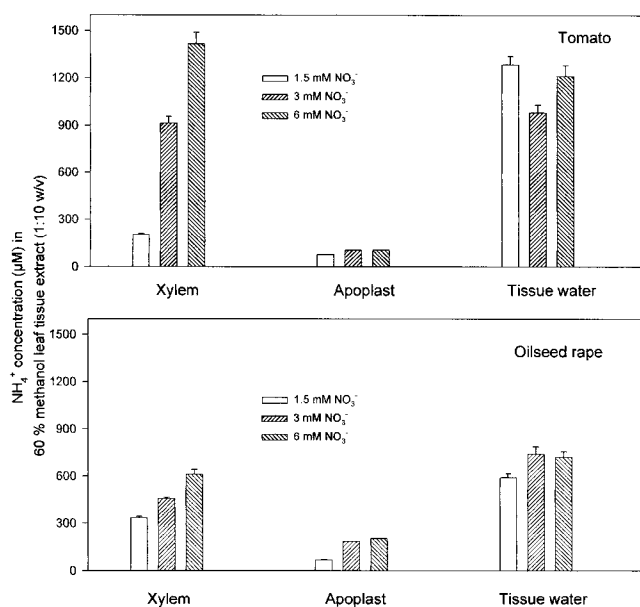 NH₄⁺ concentration (µM) in
60 % methanol leaf tissue extract (1:10 w/v)
1500
1200
900
600
300
0
Tomato
1.5 mM NO₃⁻
3 mM NO₃⁻
6 mM NO₃⁻
Xylem Apoplast Tissue water
1500
1200
900
600
300
0
Oilseed rape
1.5 mM NO₃⁻
3 mM NO₃⁻
6 mM NO₃⁻
Xylem Apoplast Tissue water